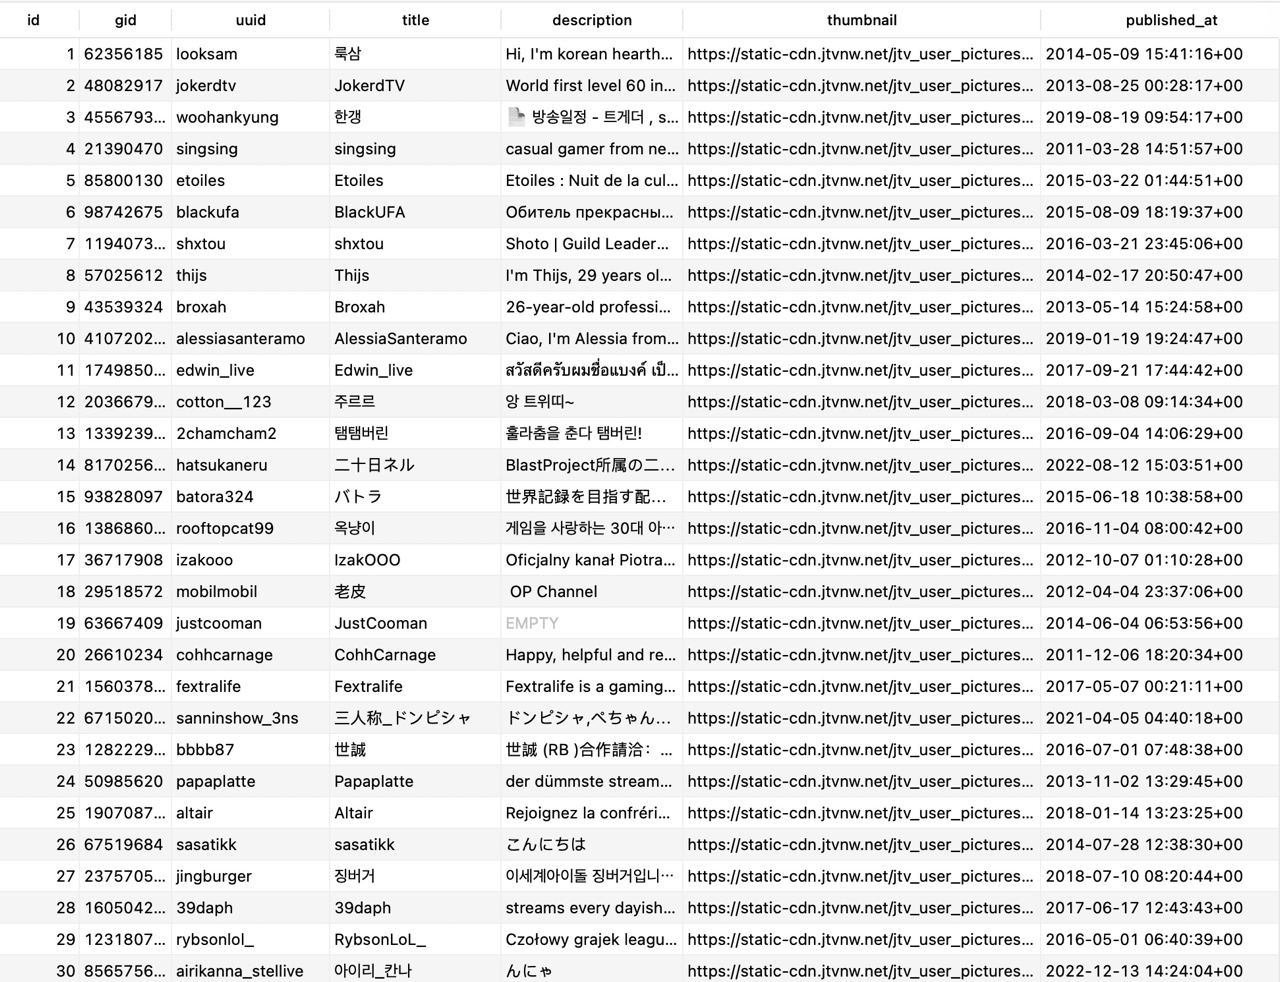 id gid uuid title description thumbnail published_at
1 62356185 looksam 룩삼 Hi, I'm korean hearth... https://static-cdn.jtvnw.net/jtv_user_pictures... 2014-05-09 15:41:16+00
2 48082917 jokerdtv JokerdTV World first level 60 in... https://static-cdn.jtvnw.net/jtv_user_pictures... 2013-08-25 00:28:17+00
3 4556793... woohankyung 한갱 방송일정 - 트게더 , s... https://static-cdn.jtvnw.net/jtv_user_pictures... 2019-08-19 09:54:17+00
4 21390470 singsing singsing casual gamer from ne... https://static-cdn.jtvnw.net/jtv_user_pictures... 2011-03-28 14:51:57+00
5 85800130 etoiles Etoiles Etoiles : Nuit de la cul... https://static-cdn.jtvnw.net/jtv_user_pictures... 2015-03-22 01:44:51+00
6 98742675 blackufa BlackUFA Обитель прекрасны... https://static-cdn.jtvnw.net/jtv_user_pictures... 2015-08-09 18:19:37+00
7 1194073... shxtou shxtou Shoto | Guild Leader... https://static-cdn.jtvnw.net/jtv_user_pictures... 2016-03-21 23:45:06+00
8 57025612 thijs Thijs I'm Thijs, 29 years ol... https://static-cdn.jtvnw.net/jtv_user_pictures... 2014-02-17 20:50:47+00
9 43539324 broxah Broxah 26-year-old professi... https://static-cdn.jtvnw.net/jtv_user_pictures... 2013-05-14 15:24:58+00
10 4107202... alessiasanteramo AlessiaSanteramo Ciao, I'm Alessia from... https://static-cdn.jtvnw.net/jtv_user_pictures... 2019-01-19 19:24:47+00
11 1749850... edwin_live Edwin_live สวัสดีครับผมชื่อแบงค์ เป็... https://static-cdn.jtvnw.net/jtv_user_pictures... 2017-09-21 17:44:42+00
12 2036679... cotton__123 주르르 앙 트위띠~ https://static-cdn.jtvnw.net/jtv_user_pictures... 2018-03-08 09:14:34+00
13 1339239... 2chamcham2 탬탬버린 훌라춤을 춘다 탬버린! https://static-cdn.jtvnw.net/jtv_user_pictures... 2016-09-04 14:06:29+00
14 8170256... hatsukaneru 二十日ネル BlastProject所属の二... https://static-cdn.jtvnw.net/jtv_user_pictures... 2022-08-12 15:03:51+00
15 93828097 batora324 バトラ 世界記録を目指す配... https://static-cdn.jtvnw.net/jtv_user_pictures... 2015-06-18 10:38:58+00
16 1386860... rooftopcat99 옥냥이 게임을 사랑하는 30대 아... https://static-cdn.jtvnw.net/jtv_user_pictures... 2016-11-04 08:00:42+00
17 36717908 izakooo IzakOOO Oficjalny kanał Piotra... https://static-cdn.jtvnw.net/jtv_user_pictures... 2012-10-07 01:10:28+00
18 29518572 mobilmobil 老皮 OP Channel https://static-cdn.jtvnw.net/jtv_user_pictures... 2012-04-04 23:37:06+00
19 63667409 justcooman JustCooman EMPTY https://static-cdn.jtvnw.net/jtv_user_pictures... 2014-06-04 06:53:56+00
20 26610234 cohhcarnage CohhCarnage Happy, helpful and re... https://static-cdn.jtvnw.net/jtv_user_pictures... 2011-12-06 18:20:34+00
21 1560378... fextralife Fextralife Fextralife is a gaming... https://static-cdn.jtvnw.net/jtv_user_pictures... 2017-05-07 00:21:11+00
22 6715020... sanninshow_3ns 三人称_ドンピシャ ドンピシャ,ぺちゃん... https://static-cdn.jtvnw.net/jtv_user_pictures... 2021-04-05 04:40:18+00
23 1282229... bbbb87 世誠 世誠 (RB )合作請洽： ... https://static-cdn.jtvnw.net/jtv_user_pictures... 2016-07-01 07:48:38+00
24 50985620 papaplatte Papaplatte der dümmste stream... https://static-cdn.jtvnw.net/jtv_user_pictures... 2013-11-02 13:29:45+00
25 1907087... altair Altair Rejoignez la confréri... https://static-cdn.jtvnw.net/jtv_user_pictures... 2018-01-14 13:23:25+00
26 67519684 sasatikk sasatikk こんにちは https://static-cdn.jtvnw.net/jtv_user_pictures... 2014-07-28 12:38:30+00
27 2375705... jingburger 징버거 이세계아이돌 징버거입니... https://static-cdn.jtvnw.net/jtv_user_pictures... 2018-07-10 08:20:44+00
28 1605042... 39daph 39daph streams every dayish... https://static-cdn.jtvnw.net/jtv_user_pictures... 2017-06-17 12:43:43+00
29 1231807... rybsonlol_ RybsonLoL_ Czołowy grajek leagu... https://static-cdn.jtvnw.net/jtv_user_pictures... 2016-05-01 06:40:39+00
30 8565756... airikanna_stellive 아이리_칸나 んにゃ https://static-cdn.jtvnw.net/jtv_user_pictures... 2022-12-13 14:24:04+00